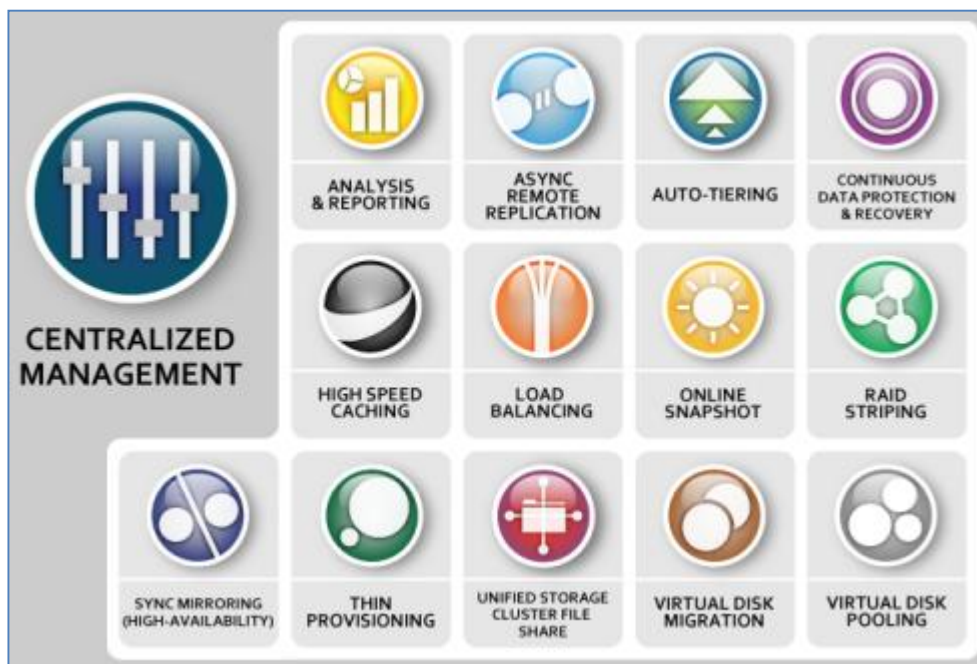 CENTRALIZED
MANAGEMENT
ANALYSIS
& REPORTING
ASYNC
REMOTE
REPLICATION
AUTO-TIERING
CONTINUOUS
DATA PROTECTION
& RECOVERY
HIGH SPEED
CACHING
LOAD
BALANCING
ONLINE
SNAPSHOT
RAID
STRIPING
SYNC MIRRORING
(HIGH-AVAILABILITY)
THIN
PROVISIONING
UNIFIED STORAGE
CLUSTER FILE
SHARE
VIRTUAL DISK
MIGRATION
VIRTUAL DISK
POOLING